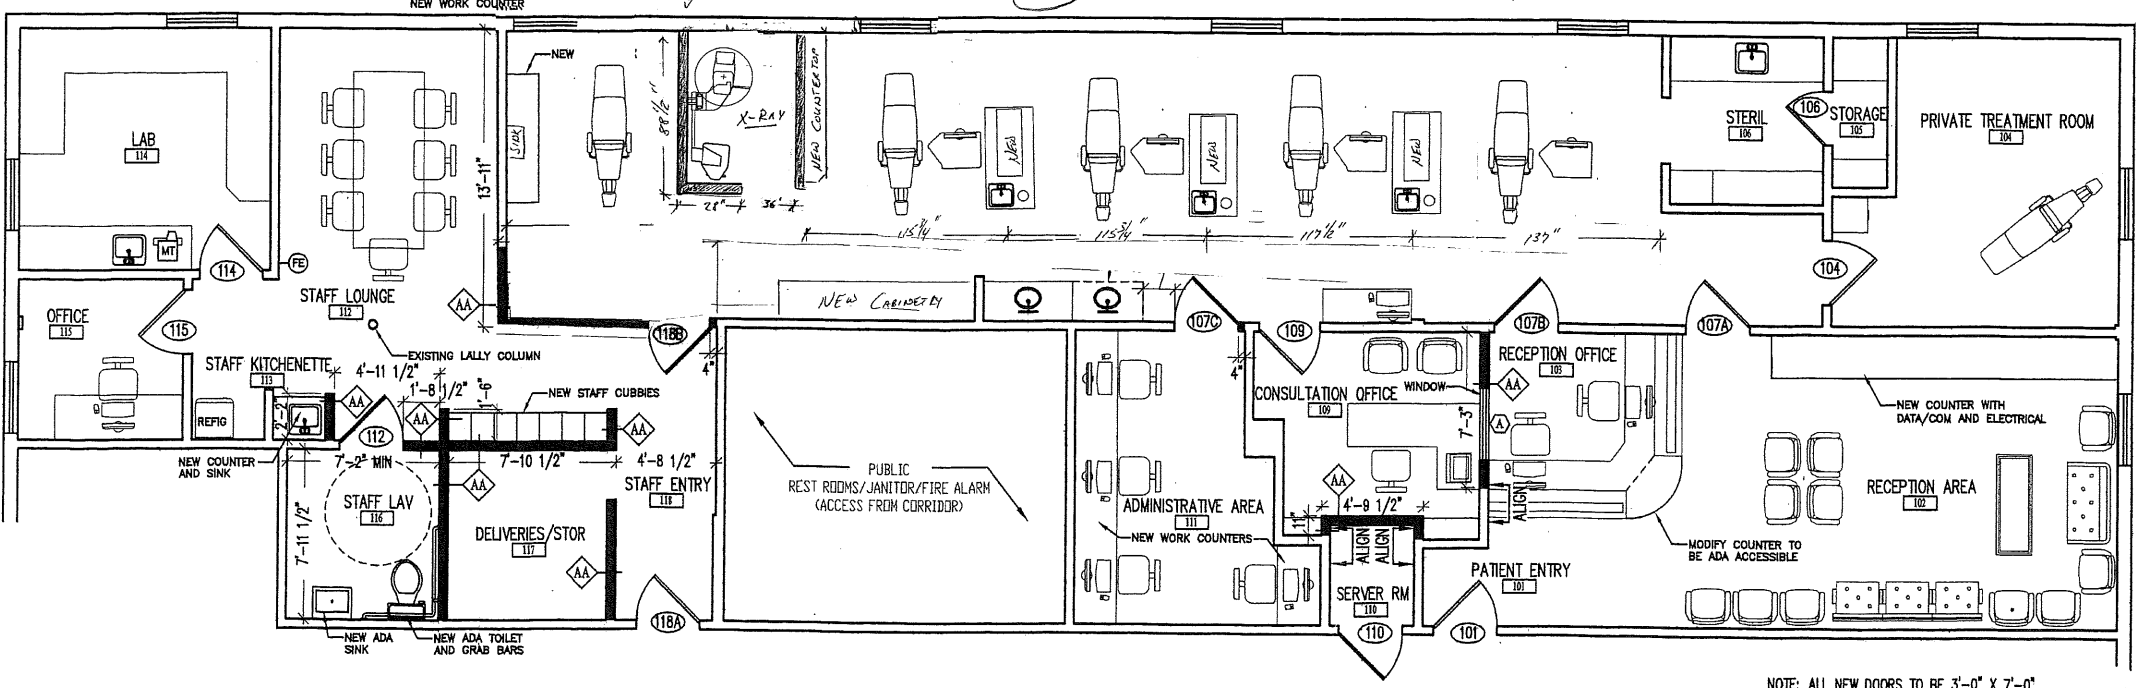 NEW WORK COUNTER
NEW
SINK
88 1/2"
X-RAY
NEW COUNTERTOP
28"
36"
LAB
114
MT
114
13'-11"
FE
STAFF LOUNGE
112
AA
EXISTING LALLY COLUMN
OFFICE
115
115
STAFF KITCHENETTE
113
4'-11 1/2"
1'-8 1/2"
1'-6"
REFIG
2'-2"
AA
AA
112
NEW STAFF CUBBIES
AA
NEW COUNTER
AND SINK
7'-2" MIN
7'-10 1/2"
4'-8 1/2"
AA
STAFF LAV
116
7'-11 1/2"
STAFF ENTRY
118
DELIVERIES/STOR
117
AA
NEW ADA
SINK
NEW ADA TOILET
AND GRAB BARS
118A
118B
4"
NEW
NEW
NEW
115 3/4"
115 3/4"
117 1/2"
137"
NEW CABINETRY
PUBLIC
REST ROOMS/JANITOR/FIRE ALARM
(ACCESS FROM CORRIDOR)
107C
4"
109
ADMINISTRATIVE AREA
111
NEW WORK COUNTERS
CONSULTATION OFFICE
109
WINDOW
7'-3"
AA
4'-9 1/2"
11"
ALIGN
ALIGN
SERVER RM
110
110
107B
RECEPTION OFFICE
103
AA
A
ALIGN
PATIENT ENTRY
101
101
107A
STERIL
106
106
STORAGE
105
PRIVATE TREATMENT ROOM
104
104
NEW COUNTER WITH
DATA/COM AND ELECTRICAL
RECEPTION AREA
102
MODIFY COUNTER TO
BE ADA ACCESSIBLE
NOTE: ALL NEW DOORS TO BE 3'-0" X 7'-0"